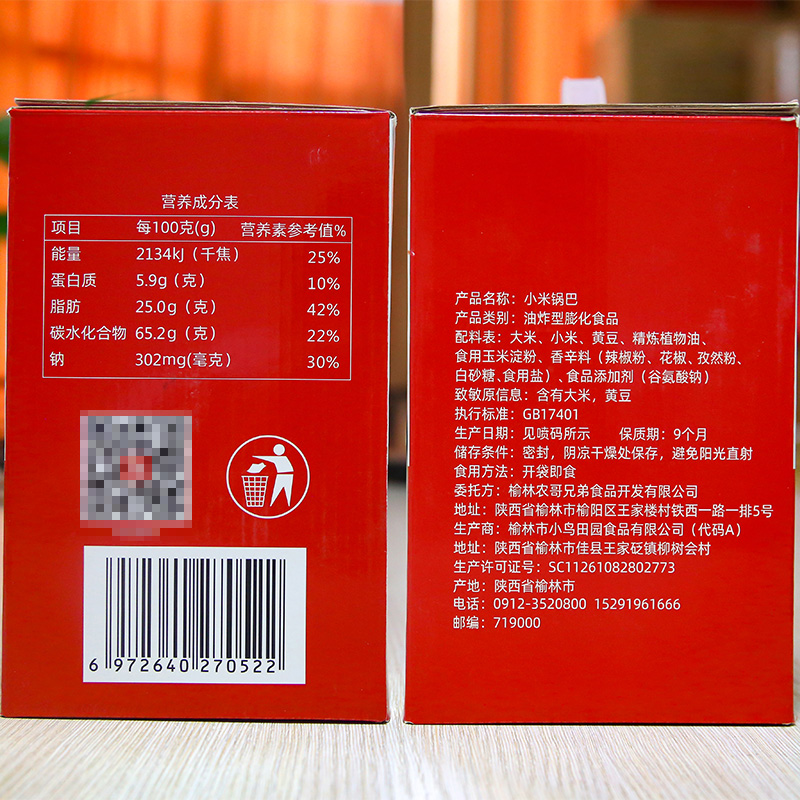 营养成分表
项目 每100克(g) 营养素参考值%
能量 2134kJ（千焦） 25%
蛋白质 5.9g（克） 10%
脂肪 25.0g（克） 42%
碳水化合物 65.2g（克） 22%
钠 302mg(毫克） 30%
6 972640 270522
产品名称：小米锅巴
产品类别：油炸型膨化食品
配料表：大米、小米、黄豆、精炼植物油、
食用玉米淀粉、香辛料（辣椒粉、花椒、孜然粉、
白砂糖、食用盐）、食品添加剂（谷氨酸钠）
致敏原信息：含有大米，黄豆
执行标准：GB17401
生产日期：见喷码所示 保质期：9个月
储存条件：密封，阴凉干燥处保存，避免阳光直射
食用方法：开袋即食
委托方：榆林农哥兄弟食品开发有限公司
地址：陕西省榆林市榆阳区王家楼村铁西一路一排5号
生产商：榆林市小鸟田园食品有限公司（代码A）
地址：陕西省榆林市佳县王家砭镇柳树会村
生产许可证号：SC11261082802773
产地：陕西省榆林市
电话：0912-3520800 15291961666
邮编：719000